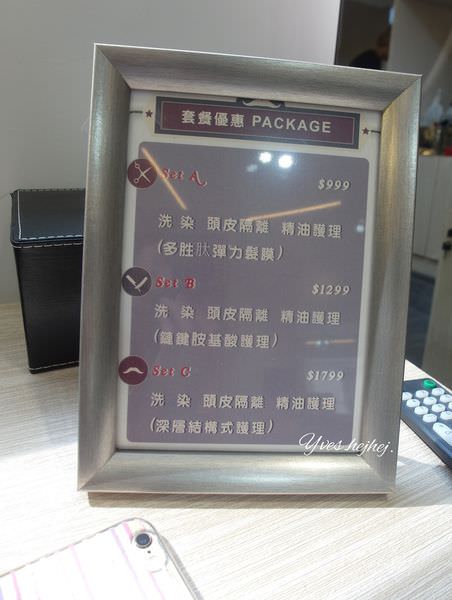 套餐優惠 PACKAGE
Set A $999
洗 染 頭皮隔離 精油護理
(多胜肽彈力髮膜)
Set B $1299
洗 染 頭皮隔離 精油護理
(鏈鍵胺基酸護理)
Set C $1799
洗 染 頭皮隔離 精油護理
(深層結構式護理)
Yves hejhej.